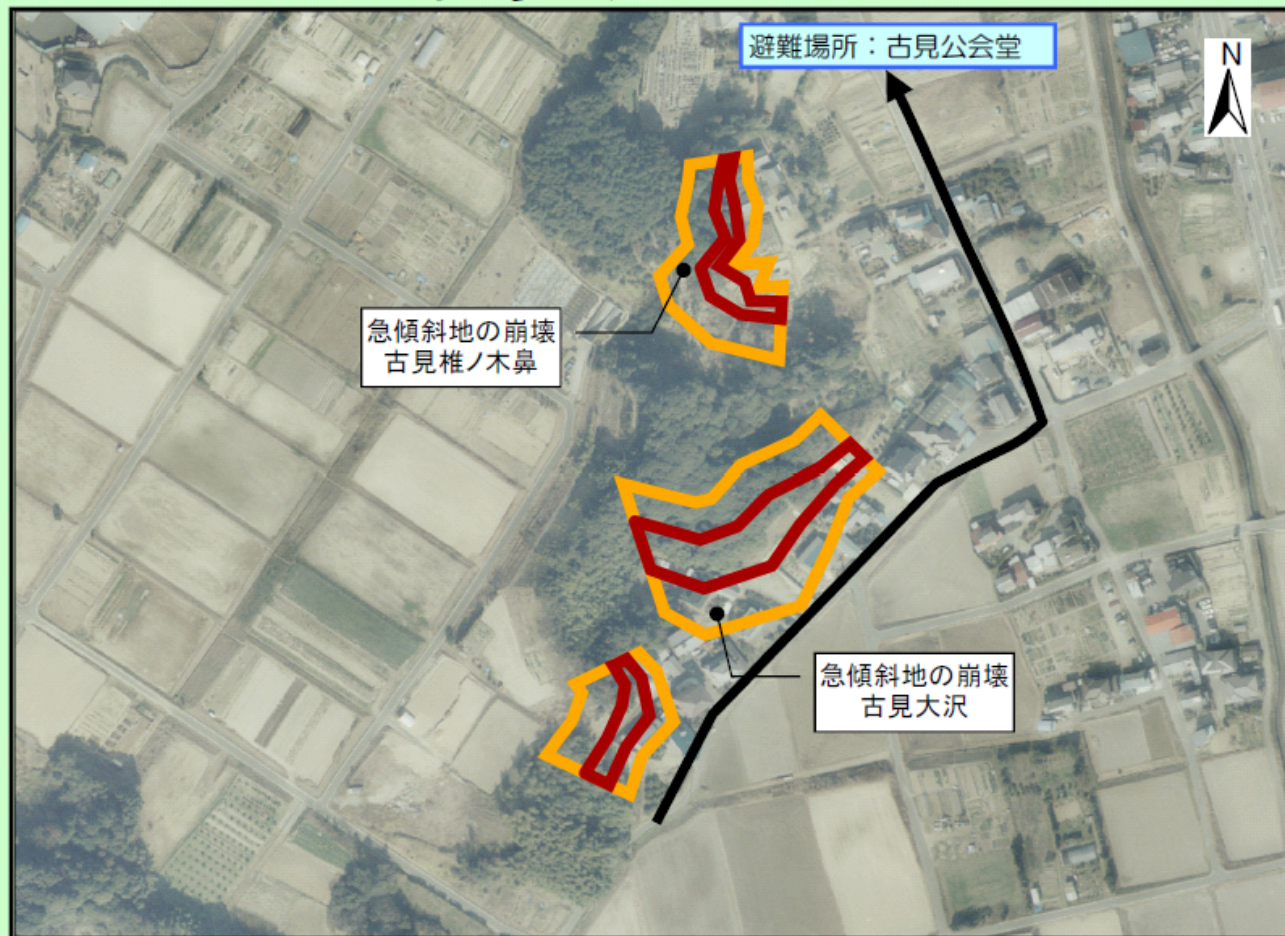 避難場所：古見公会堂
N
急傾斜地の崩壊
古見椎ノ木鼻
急傾斜地の崩壊
古見大沢